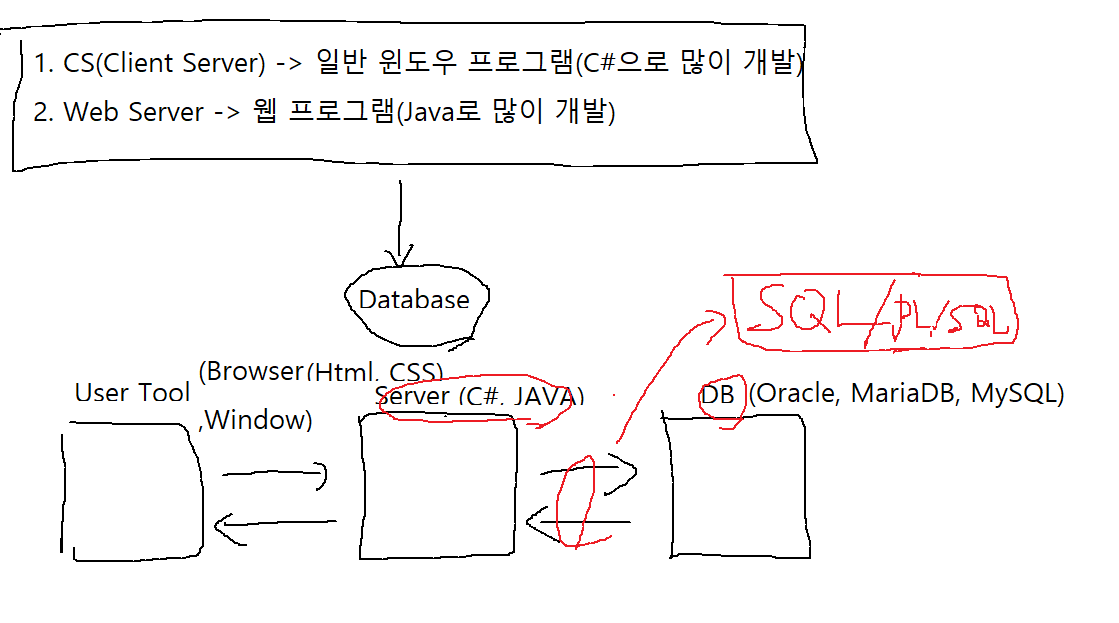 1. CS(Client Server) -> 일반 윈도우 프로그램(C#으로 많이 개발)
2. Web Server -> 웹 프로그램(Java로 많이 개발)
Database
SQL/PL/SQL
User Tool
(Browser(Html, CSS)
,Window)
Server (C#, JAVA)
DB (Oracle, MariaDB, MySQL)